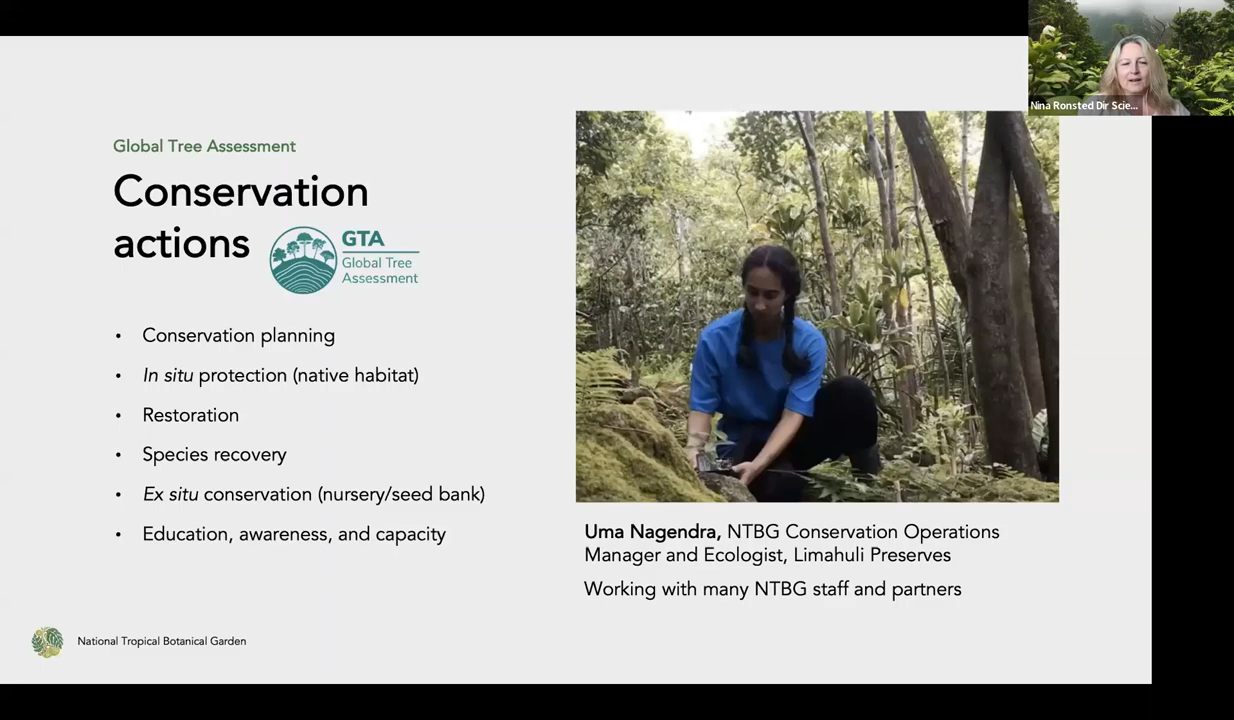 Nina Ronsted Dir Scie...
Global Tree Assessment
Conservation
actions
GTA
Global Tree
Assessment
• Conservation planning
• In situ protection (native habitat)
• Restoration
• Species recovery
• Ex situ conservation (nursery/seed bank)
• Education, awareness, and capacity
Uma Nagendra, NTBG Conservation Operations
Manager and Ecologist, Limahuli Preserves
Working with many NTBG staff and partners
National Tropical Botanical Garden